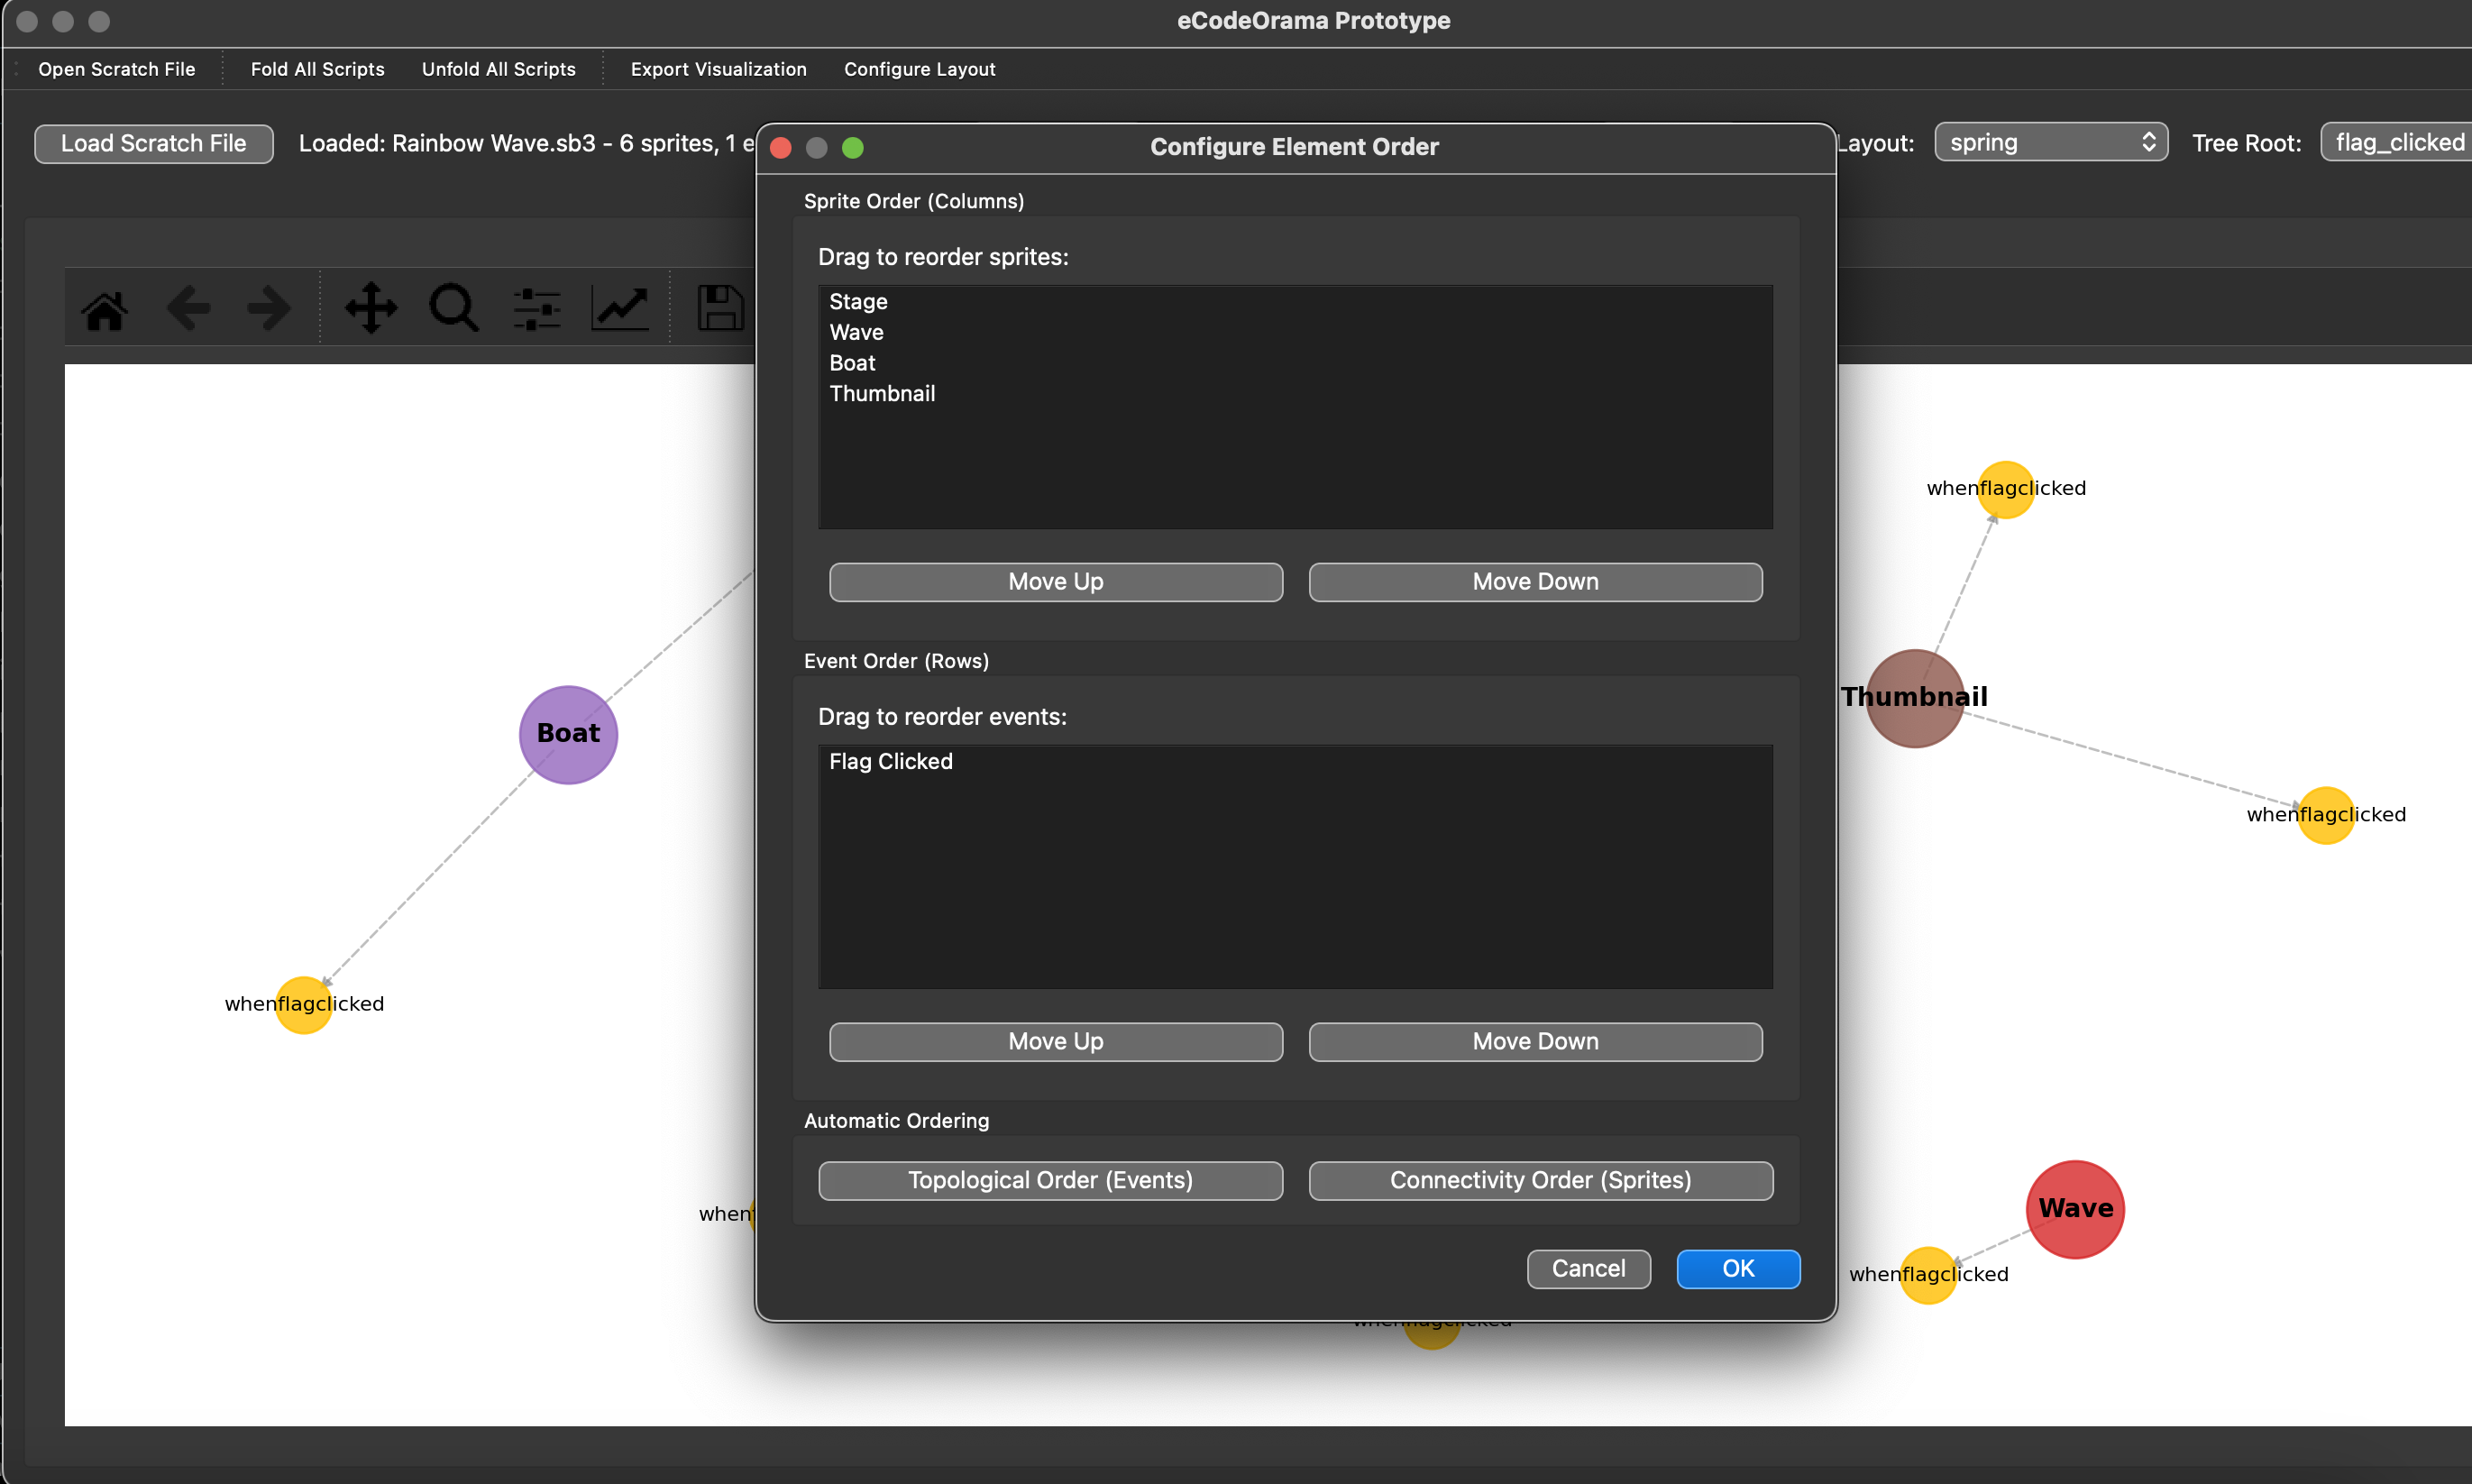 eCodeOrama Prototype
Open Scratch File
Fold All Scripts
Unfold All Scripts
Export Visualization
Configure Layout
Load Scratch File
Loaded: Rainbow Wave.sb3 - 6 sprites, 1 e
Layout:
spring
Tree Root:
flag_clicked
Configure Element Order
Sprite Order (Columns)
Drag to reorder sprites:
Stage
Wave
Boat
Thumbnail
Move Up
Move Down
Event Order (Rows)
Drag to reorder events:
Flag Clicked
Move Up
Move Down
Automatic Ordering
Topological Order (Events)
Connectivity Order (Sprites)
Cancel
OK
Boat
whenflagclicked
when
whenflagclicked
Thumbnail
whenflagclicked
Wave
whenflagclicked
whenflagclicked